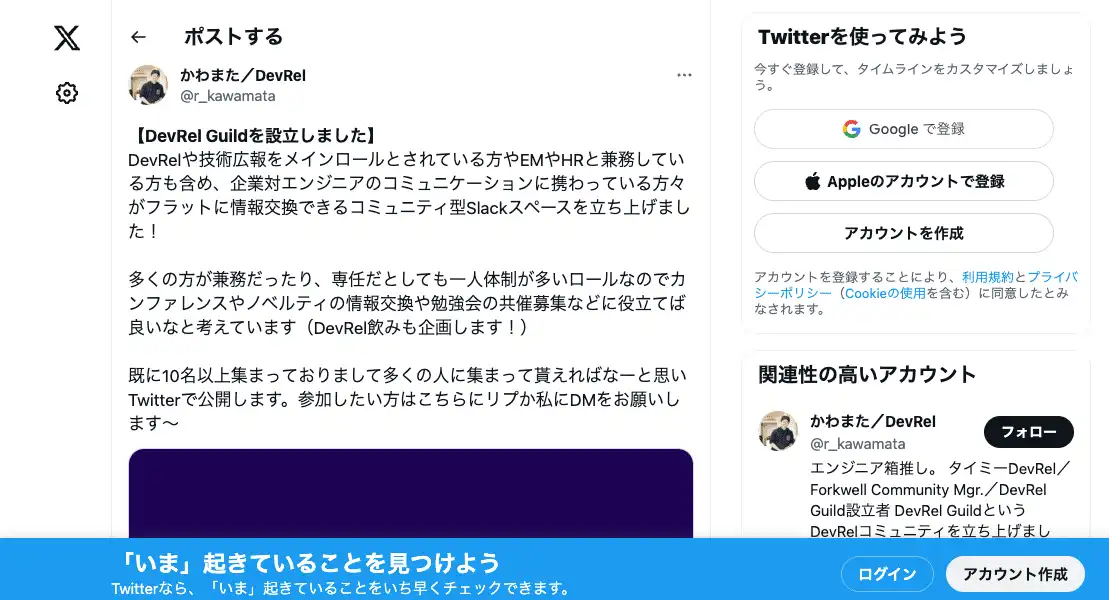 ポストする
かわまた／DevRel
@r_kawamata
【DevRel Guildを設立しました】
DevRelや技術広報をメインロールとされている方やEMやHRと兼務してい
る方も含め、企業対エンジニアのコミュニケーションに携わっている方々
がフラットに情報交換できるコミュニティ型Slackスペースを立ち上げまし
た！
多くの方が兼務だったり、専任だとしても一人体制が多いロールなのでカ
ンファレンスやノベルティの情報交換や勉強会の共催募集などに役立てば
良いなと考えています（DevRel飲みも企画します！）
既に10名以上集まっておりまして多くの人に集まって貰えればなーと思い
Twitterで公開します。参加したい方はこちらにリプか私にDMをお願いし
ます〜
Twitterを使ってみよう
今すぐ登録して、タイムラインをカスタマイズしましょ
う。
Google で登録
Appleのアカウントで登録
アカウントを作成
アカウントを登録することにより、利用規約とプライバ
シーポリシー（Cookieの使用を含む）に同意したとみ
なされます。
関連性の高いアカウント
かわまた／DevRel
@r_kawamata
フォロー
エンジニア箱推し。 タイミーDevRel／
Forkwell Community Mgr.／DevRel
Guild設立者 DevRel Guildという
DevRelコミュニティを立ち上げまし
「いま」起きていることを見つけよう
Twitterなら、「いま」起きていることをいち早くチェックできます。
ログイン
アカウント作成